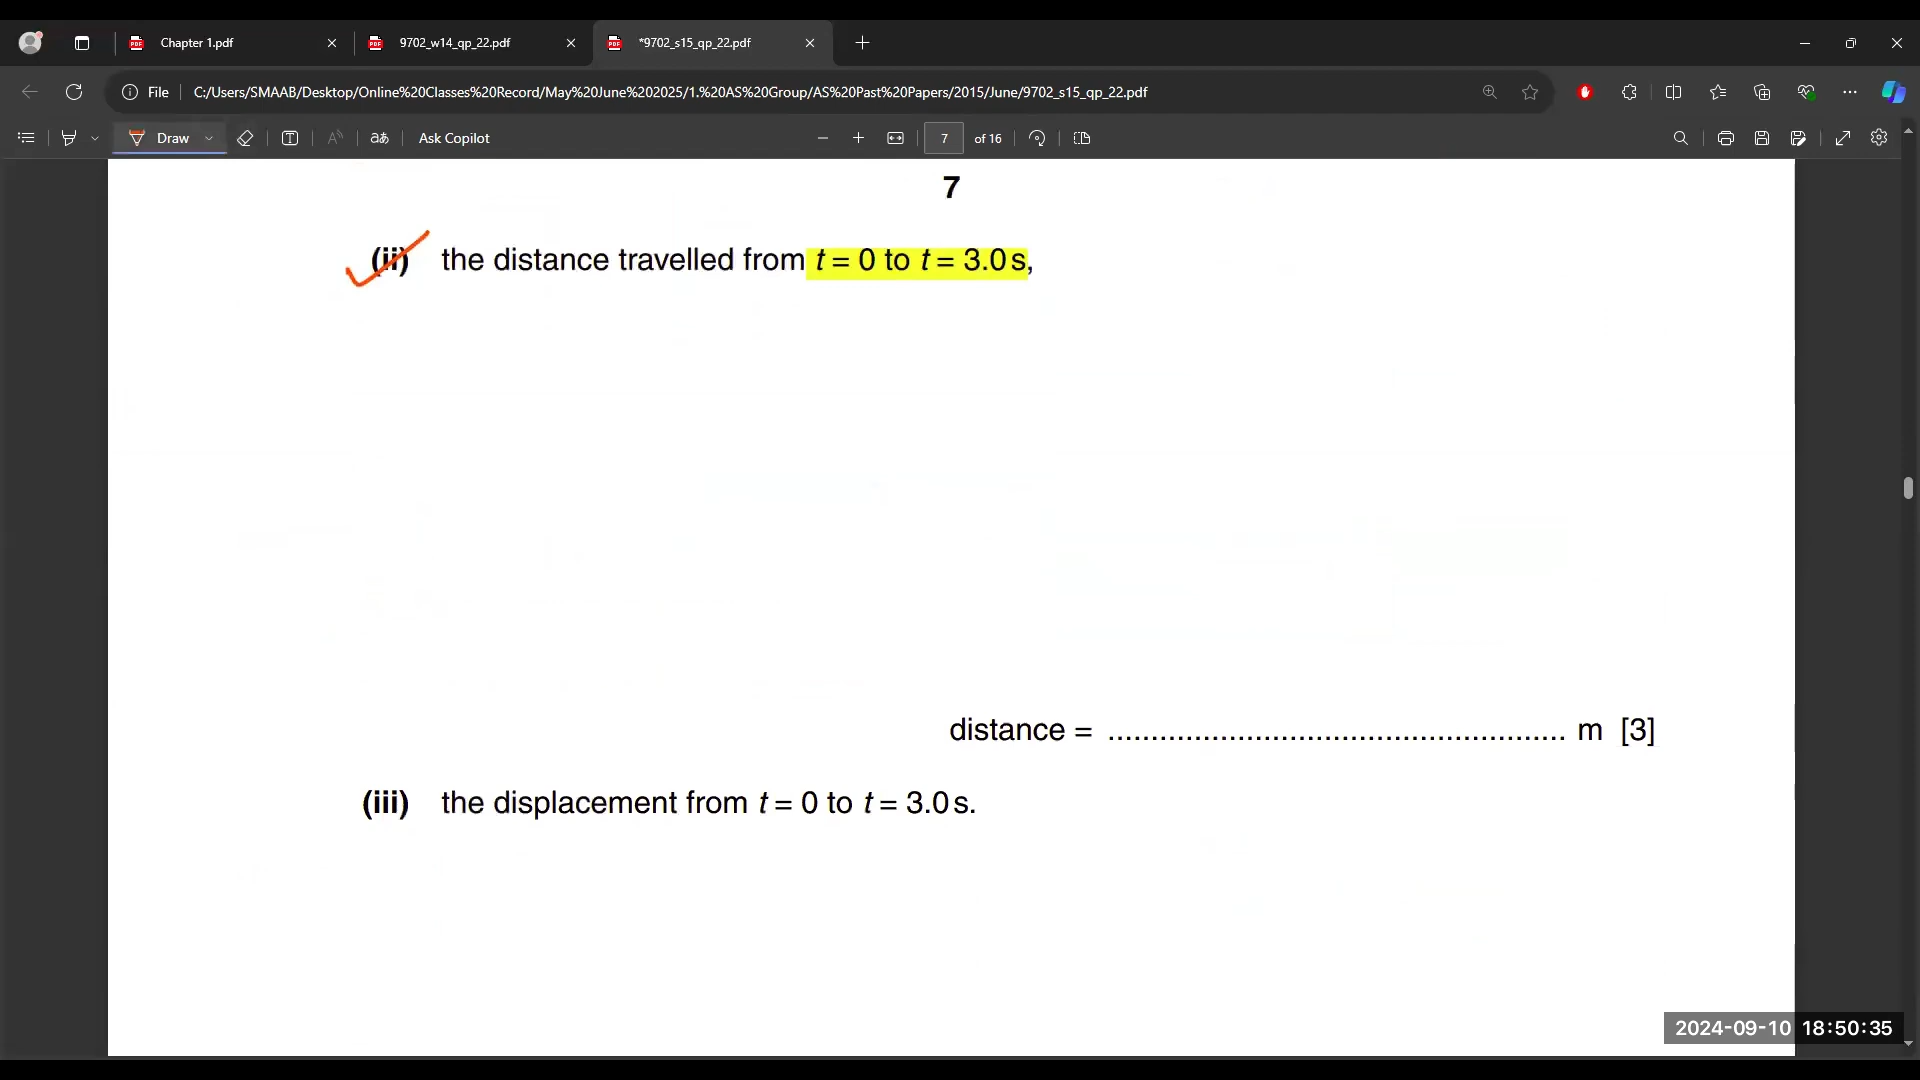 Chapter 1.pdf
9702_w14_qp_22.pdf
*9702_s15_qp_22.pdf
File
C:/Users/SMAAB/Desktop/Online%20Classes%20Record/May%20June%202025/1.%20AS%20Group/AS%20Past%20Papers/2015/June/9702_s15_qp_22.pdf
Draw
aあ
Ask Copilot
7
of 16
7
(ii) the distance travelled from t = 0 to t = 3.0 s,
distance = ..................................................... m [3]
(iii) the displacement from t = 0 to t = 3.0 s.
2024-09-10 18:50:35